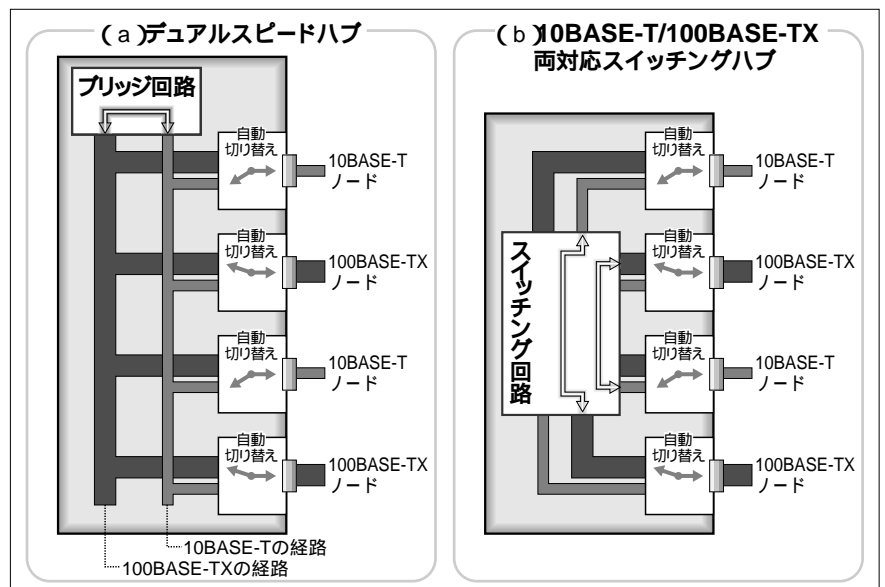 (a)デュアルスピードハブ
ブリッジ回路
自動
切り替え
10BASE-T
ノード
自動
切り替え
100BASE-TX
ノード
自動
切り替え
10BASE-T
ノード
自動
切り替え
100BASE-TX
ノード
10BASE-Tの経路
100BASE-TXの経路
(b)10BASE-T/100BASE-TX
両対応スイッチングハブ
スイッチング回路
自動
切り替え
10BASE-T
ノード
自動
切り替え
100BASE-TX
ノード
自動
切り替え
10BASE-T
ノード
自動
切り替え
100BASE-TX
ノード